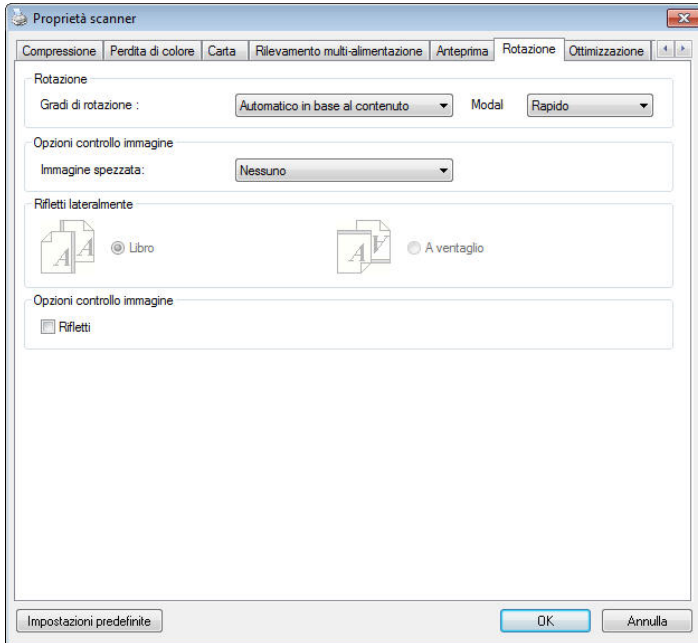 Proprietà scanner
Compressione Perdita di colore Carta Rilevamento multi-alimentazione Anteprima Rotazione Ottimizzazione
Rotazione
Gradi di rotazione : Automatico in base al contenuto Modal Rapido
Opzioni controllo immagine
Immagine spezzata: Nessuno
Rifletti lateralmente
A A Libro A A A ventaglio
Opzioni controllo immagine
Rifletti
Impostazioni predefinite OK Annulla